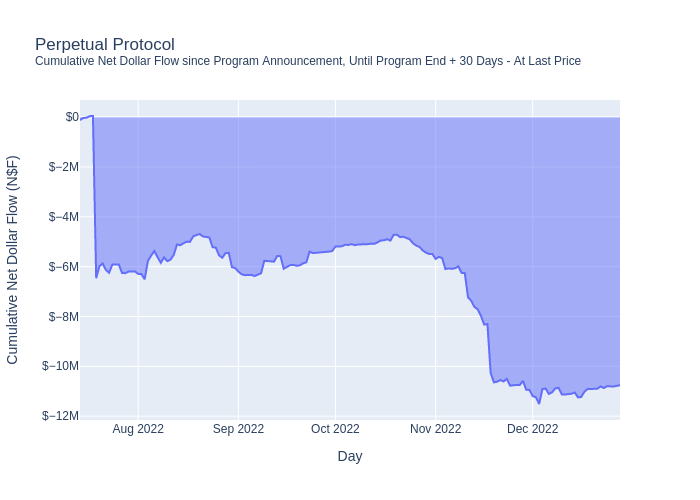 Perpetual Protocol
Cumulative Net Dollar Flow since Program Announcement, Until Program End + 30 Days - At Last Price
Cumulative Net Dollar Flow (N$F)
$0
$−2M
$−4M
$−6M
$−8M
$−10M
$−12M
Aug 2022
Sep 2022
Oct 2022
Nov 2022
Dec 2022
Day